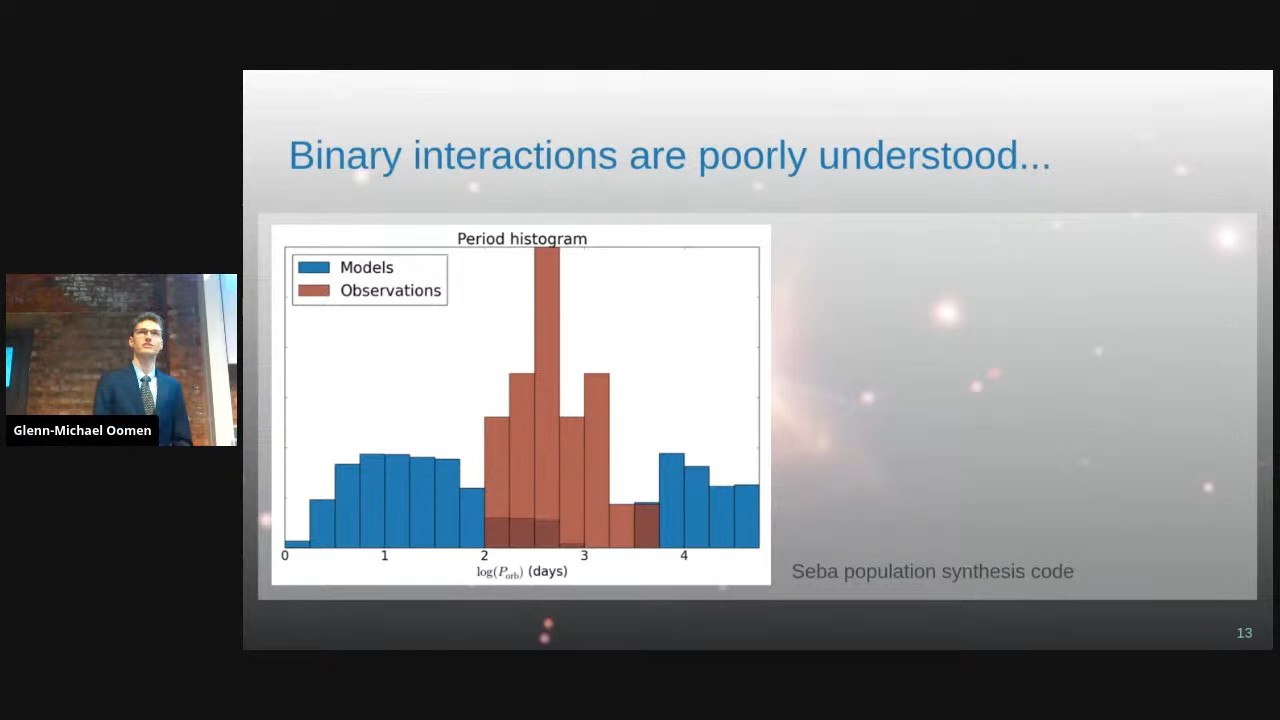 Binary interactions are poorly understood...
Period histogram
Models
Observations
0 1 2 3 4
log(P_orb) (days)
Seba population synthesis code
Glenn-Michael Oomen
13